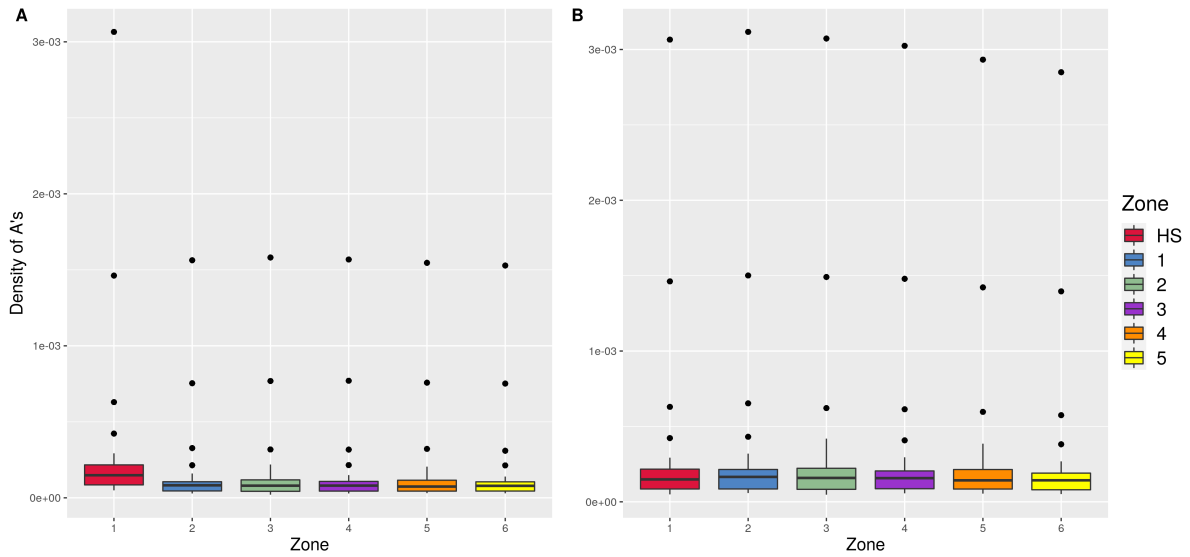 A
B
3e-03
2e-03
1e-03
0e+00
Density of A's
1 2 3 4 5 6
Zone
3e-03
2e-03
1e-03
0e+00
1 2 3 4 5 6
Zone
Zone
HS
1
2
3
4
5